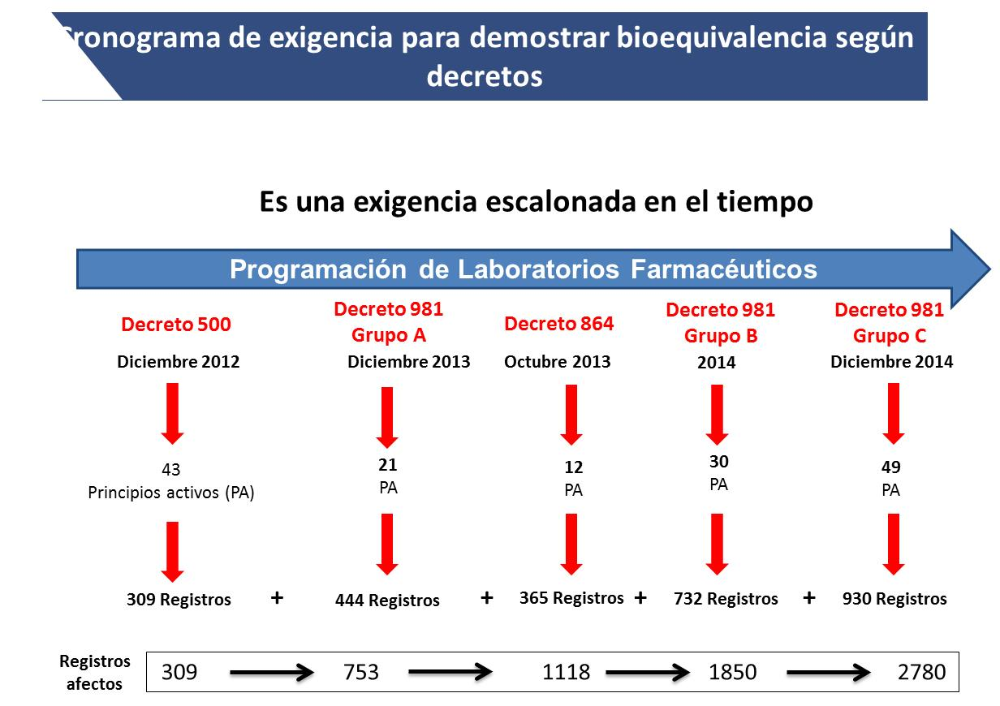 Cronograma de exigencia para demostrar bioequivalencia según
decretos
Es una exigencia escalonada en el tiempo
Programación de Laboratorios Farmacéuticos
Decreto 500
Diciembre 2012
43
Principios activos (PA)
309 Registros
+
Decreto 981
Grupo A
Diciembre 2013
21
PA
444 Registros
+
Decreto 864
Octubre 2013
12
PA
365 Registros
+
Decreto 981
Grupo B
2014
30
PA
732 Registros
+
Decreto 981
Grupo C
Diciembre 2014
49
PA
930 Registros
Registros
afectos
309 753 1118 1850 2780